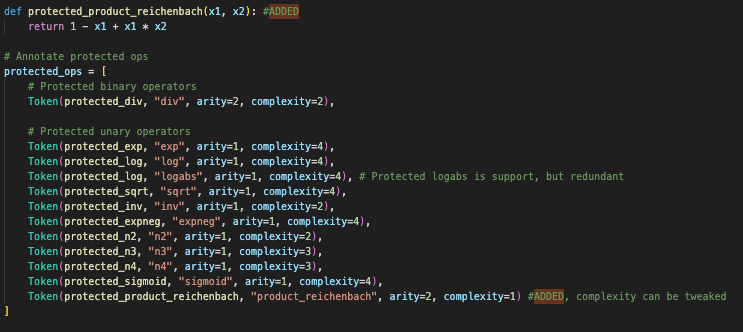 def protected_product_reichenbach(x1, x2): #ADDED
    return 1 - x1 + x1 * x2

# Annotate protected ops
protected_ops = [
    # Protected binary operators
    Token(protected_div, "div", arity=2, complexity=2),

    # Protected unary operators
    Token(protected_exp, "exp", arity=1, complexity=4),
    Token(protected_log, "log", arity=1, complexity=4),
    Token(protected_log, "logabs", arity=1, complexity=4), # Protected logabs is support, but redundant
    Token(protected_sqrt, "sqrt", arity=1, complexity=4),
    Token(protected_inv, "inv", arity=1, complexity=2),
    Token(protected_expneg, "expneg", arity=1, complexity=4),
    Token(protected_n2, "n2", arity=1, complexity=2),
    Token(protected_n3, "n3", arity=1, complexity=3),
    Token(protected_n4, "n4", arity=1, complexity=3),
    Token(protected_sigmoid, "sigmoid", arity=1, complexity=4),
    Token(protected_product_reichenbach, "product_reichenbach", arity=2, complexity=1) #ADDED, complexity can be tweaked
]